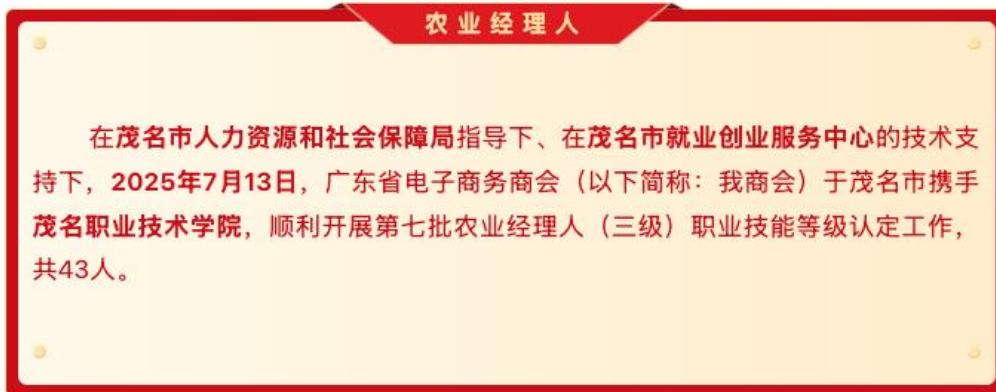 农业经理人
在茂名市人力资源和社会保障局指导下、在茂名市就业创业服务中心的技术支
持下，2025年7月13日，广东省电子商务商会（以下简称：我商会）于茂名市携手
茂名职业技术学院，顺利开展第七批农业经理人（三级）职业技能等级认定工作，
共43人。